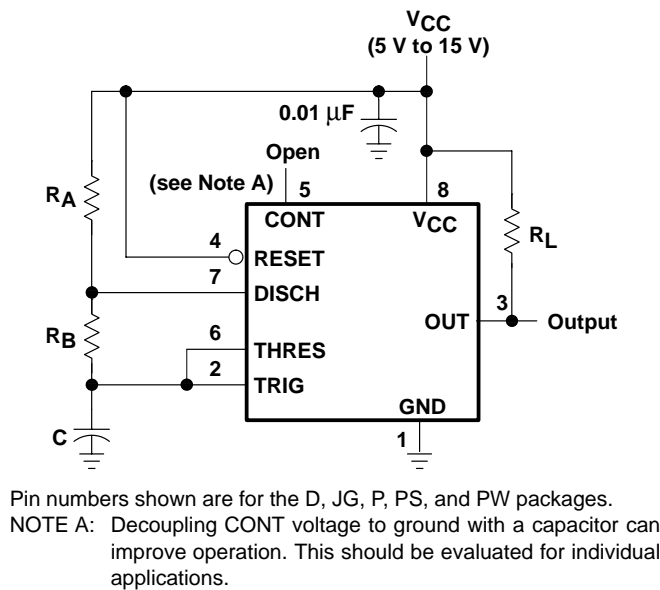 VCC
(5 V to 15 V)
0.01 μF
Open
(see Note A)
5
8
RA
CONT
VCC
RL
4
RESET
7
DISCH
3
OUT
Output
RB
6
THRES
2
TRIG
GND
C
1
Pin numbers shown are for the D, JG, P, PS, and PW packages.
NOTE A: Decoupling CONT voltage to ground with a capacitor can
improve operation. This should be evaluated for individual
applications.